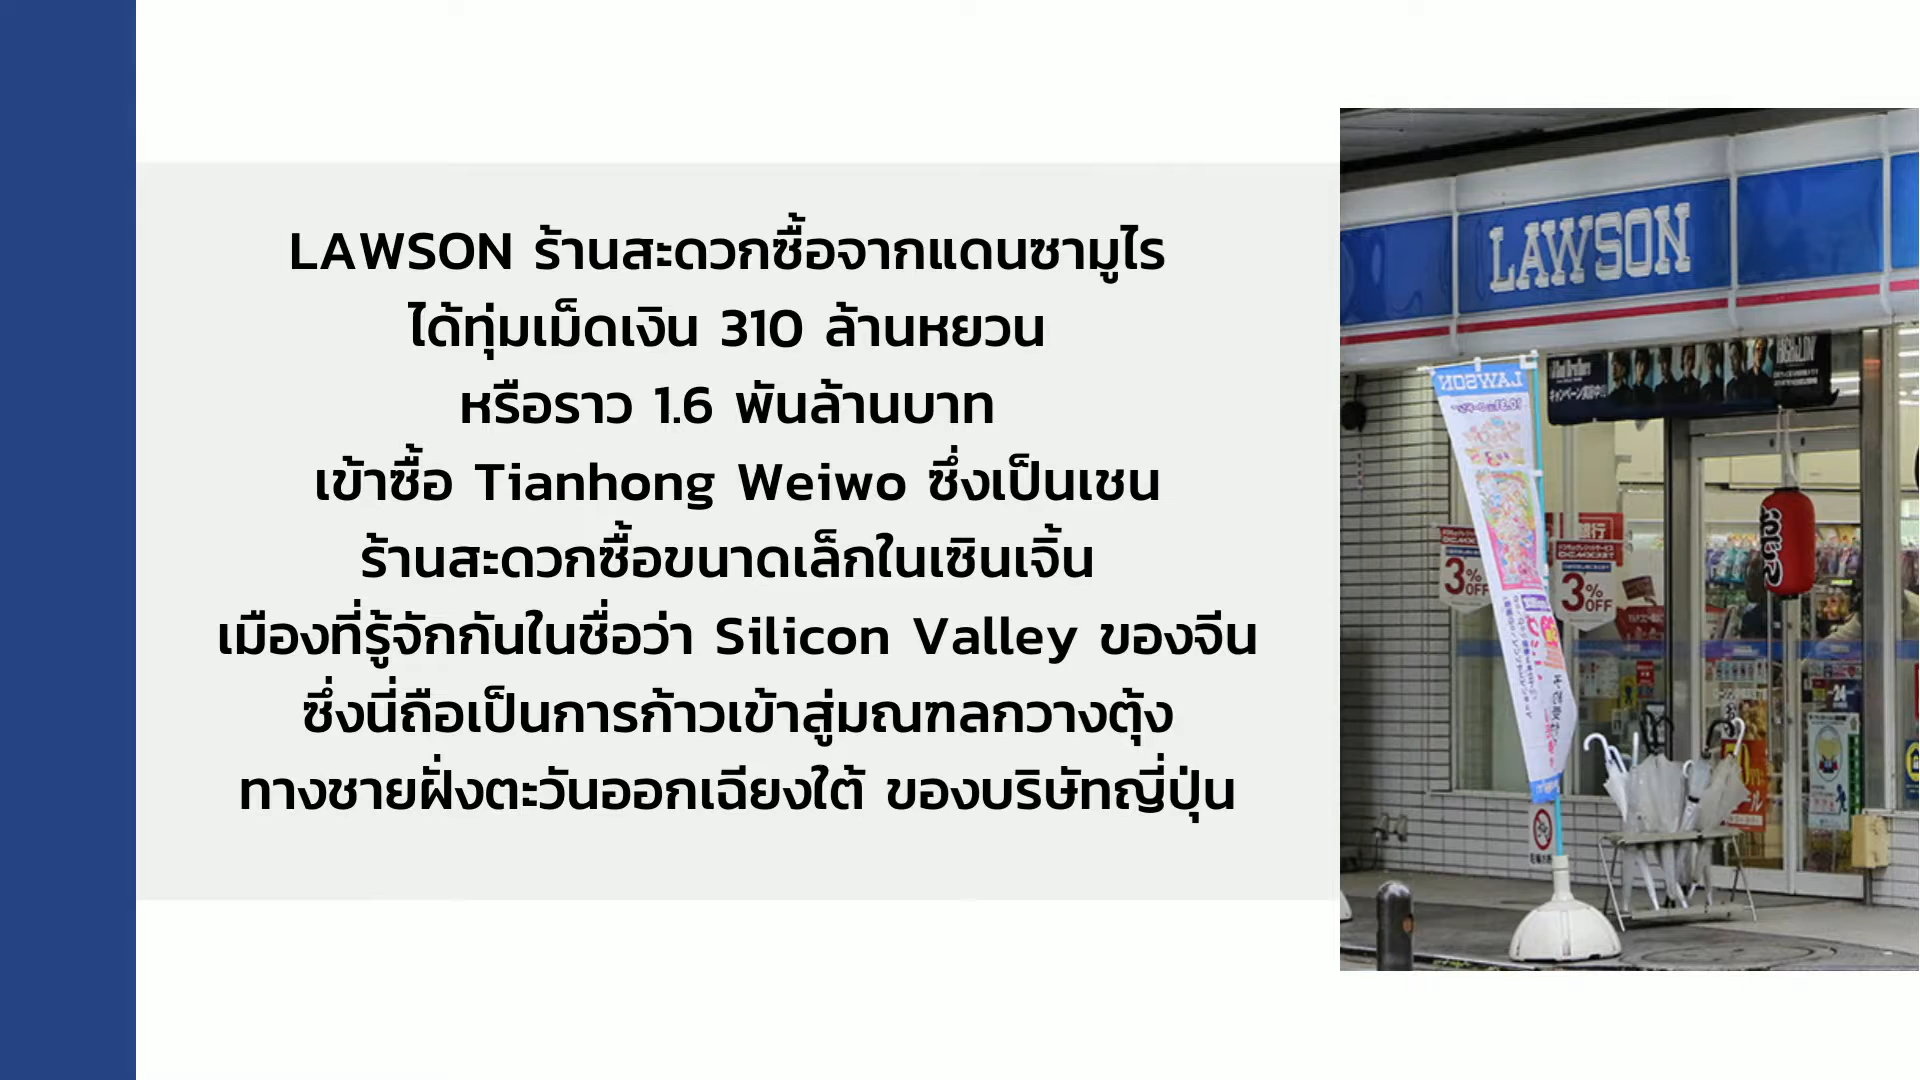 LAWSON ร้านสะดวกซื้อจากแดนซามูไร
ได้ทุ่มเม็ดเงิน 310 ล้านหยวน
หรือราว 1.6 พันล้านบาท
เข้าซื้อ Tianhong Weiwo ซึ่งเป็นเชน
ร้านสะดวกซื้อขนาดเล็กในเซินเจิ้น
เมืองที่รู้จักกันในชื่อว่า Silicon Valley ของจีน
ซึ่งนี่ถือเป็นการก้าวเข้าสู่มณฑลกวางตุ้ง
ทางชายฝั่งตะวันออกเฉียงใต้ ของบริษัทญี่ปุ่น
LAWSON
LAWSON
銀行
3% OFF
3% OFF
おでん
24